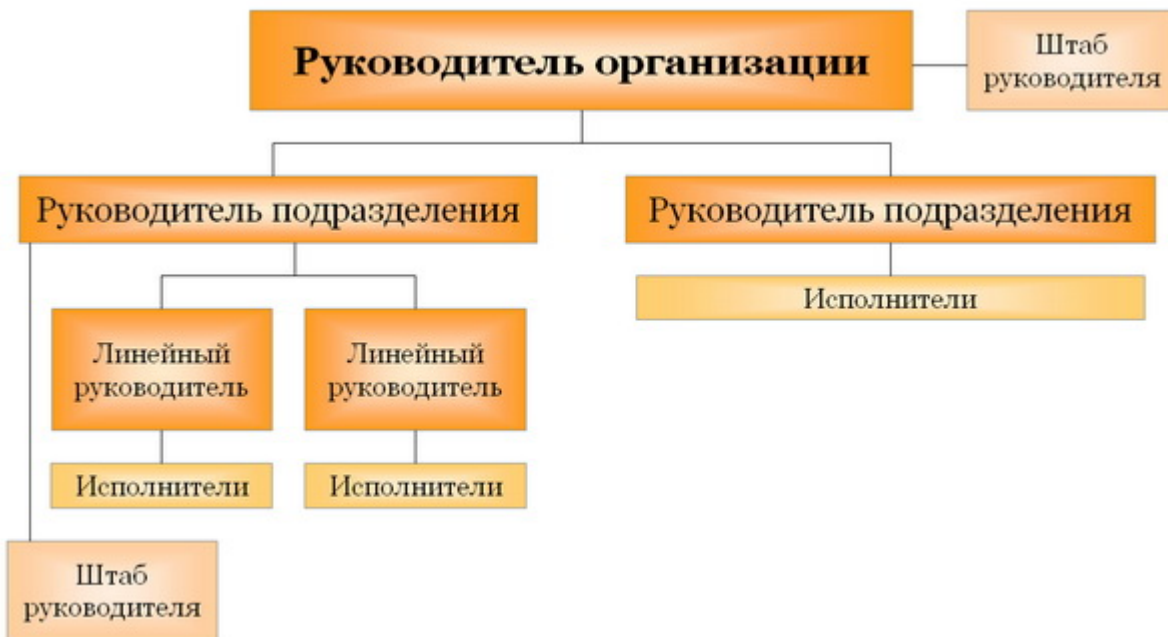 Руководитель организации
Штаб
руководителя
Руководитель подразделения
Руководитель подразделения
Исполнители
Линейный
руководитель
Линейный
руководитель
Исполнители
Исполнители
Штаб
руководителя